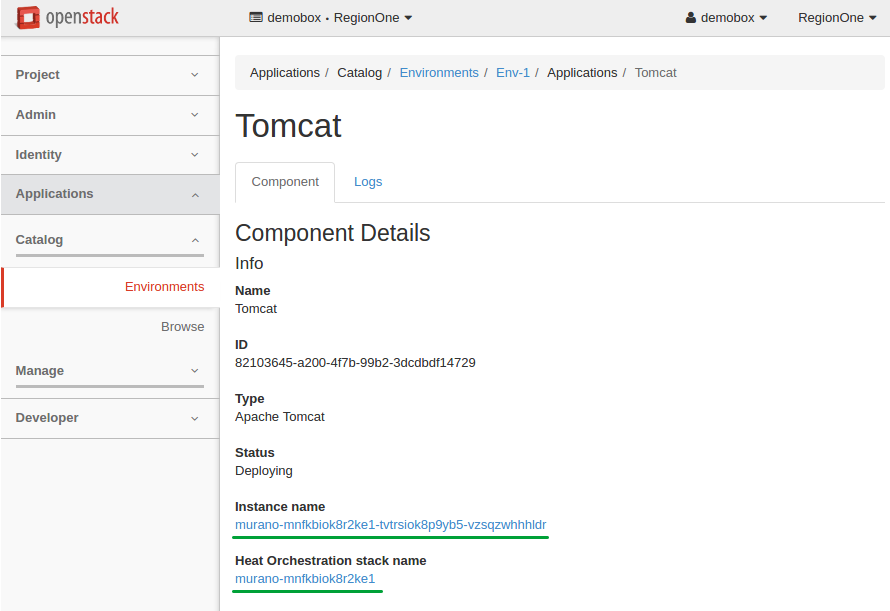 openstack
demobox • RegionOne
demobox
RegionOne
Project
Admin
Identity
Applications
Catalog
Environments
Browse
Manage
Developer
Applications / Catalog / Environments / Env-1 / Applications / Tomcat
Tomcat
Component
Logs
Component Details
Info
Name
Tomcat
ID
82103645-a200-4f7b-99b2-3dcdbdf14729
Type
Apache Tomcat
Status
Deploying
Instance name
murano-mnfkbiok8r2ke1-tvtrsiok8p9yb5-vzsqzwhhhldr
Heat Orchestration stack name
murano-mnfkbiok8r2ke1